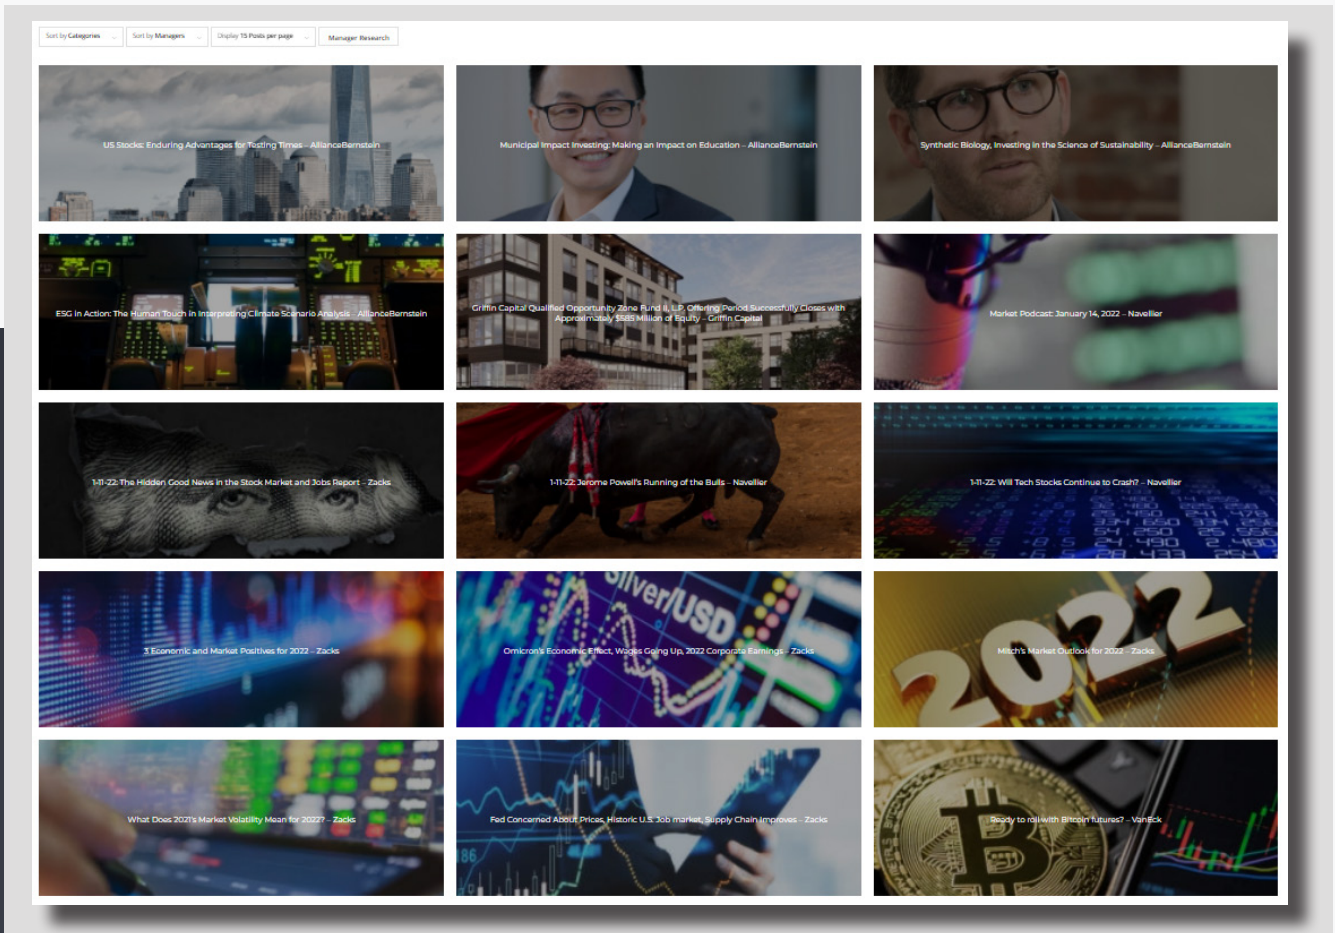 Sort by Categories
Sort by Managers
Display 15 Posts per page
Manager Research
US Stocks: Enduring Advantages for Testing Times – AllianceBernstein
Municipal Impact Investing: Making an Impact on Education – AllianceBernstein
Synthetic Biology, Investing in the Science of Sustainability – AllianceBernstein
ESG in Action: The Human Touch in Interpreting Climate Scenario Analysis – AllianceBernstein
Griffin Capital Qualified Opportunity Zone Fund II, L.P. Offering Period Successfully Closes with
Approximately $585 Million of Equity – Griffin Capital
Market Podcast: January 14, 2022 – Navellier
1-11-22: The Hidden Good News in the Stock Market and Jobs Report – Zacks
1-11-22: Jerome Powell's Running of the Bulls – Navellier
1-11-22: Will Tech Stocks Continue to Crash? – Navellier
3 Economic and Market Positives for 2022 – Zacks
Silver/USD
Omicron's Economic Effect, Wages Going Up, 2022 Corporate Earnings – Zacks
2022
Mitch's Market Outlook for 2022 – Zacks
What Does 2021's Market Volatility Mean for 2022? – Zacks
Fed Concerned About Prices, Historic U.S. Job market, Supply Chain Improves – Zacks
186
Ready to roll with Bitcoin futures? – VanEck